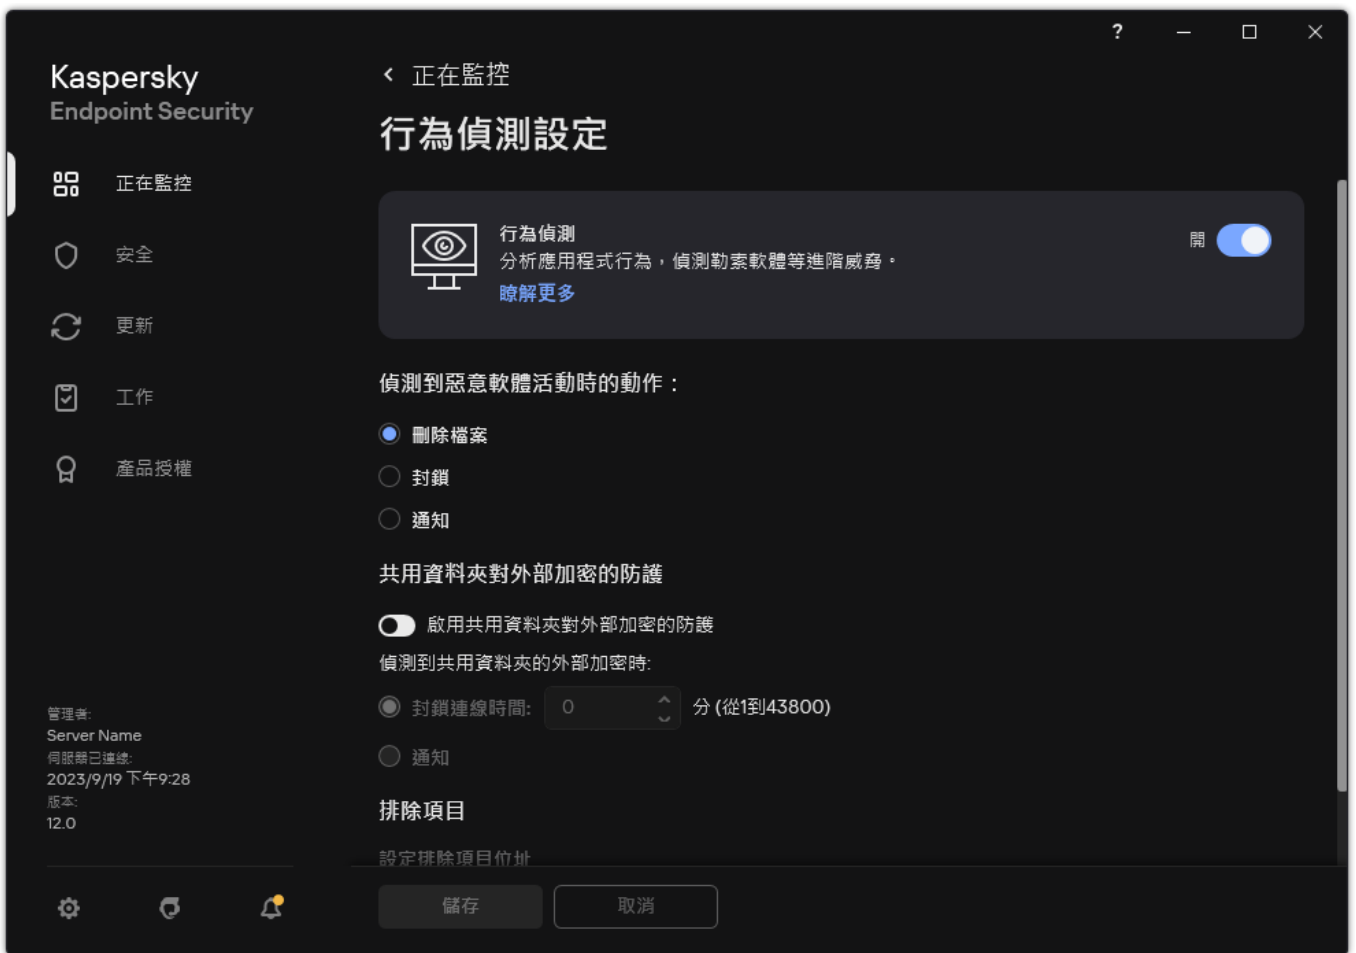 ?
Kaspersky
Endpoint Security
正在監控
安全
更新
工作
產品授權
管理者:
Server Name
伺服器已連線:
2023/9/19 下午9:28
版本:
12.0
正在監控
行為偵測設定
行為偵測
分析應用程式行為，偵測勒索軟體等進階威脅。
瞭解更多
開
偵測到惡意軟體活動時的動作：
刪除檔案
封鎖
通知
共用資料夾對外部加密的防護
啟用共用資料夾對外部加密的防護
偵測到共用資料夾的外部加密時:
封鎖連線時間: 0 分 (從1到43800)
通知
排除項目
設定排除項目位址
儲存 取消